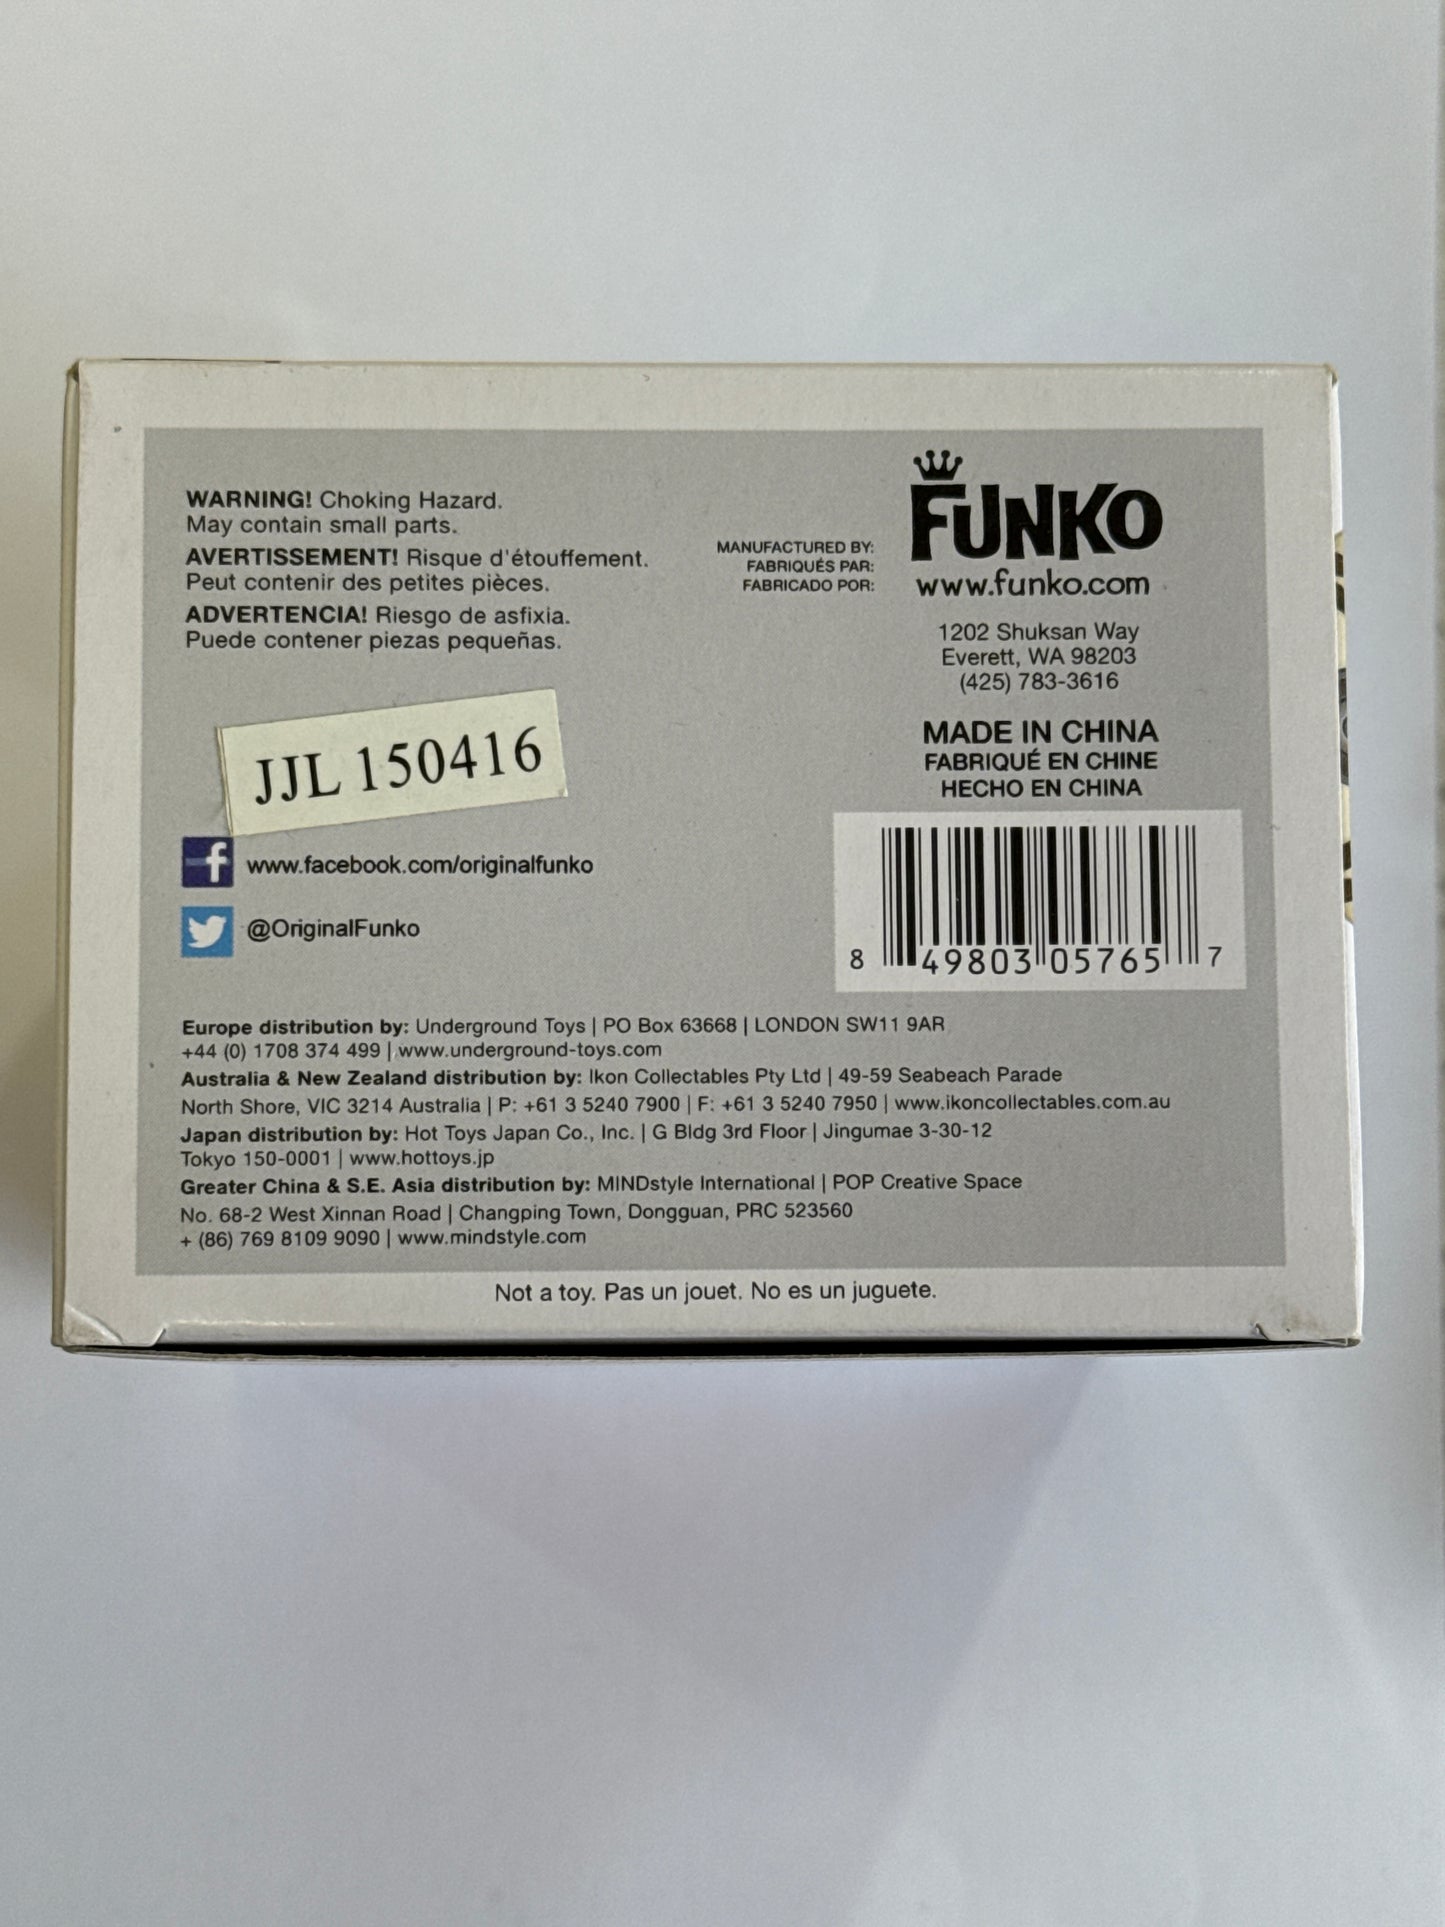 WARNING! Choking Hazard.
May contain small parts.
AVERTISSEMENT! Risque d'étouffement.
Peut contenir des petites pièces.
ADVERTENCIA! Riesgo de asfixia.
Puede contener piezas pequeñas.
MANUFACTURED BY:
FABRIQUÉS PAR:
FABRICADO POR:
FUNKO
www.funko.com
1202 Shuksan Way
Everett, WA 98203
(425) 783-3616
MADE IN CHINA
FABRIQUÉ EN CHINE
HECHO EN CHINA
JJL 150416
f www.facebook.com/originalfunko
@OriginalFunko
8 49803 05765 7
Europe distribution by: Underground Toys | PO Box 63668 | LONDON SW11 9AR
+44 (0) 1708 374 499 | www.underground-toys.com
Australia & New Zealand distribution by: Ikon Collectables Pty Ltd | 49-59 Seabeach Parade
North Shore, VIC 3214 Australia | P: +61 3 5240 7900 | F: +61 3 5240 7950 | www.ikoncollectables.com.au
Japan distribution by: Hot Toys Japan Co., Inc. | G Bldg 3rd Floor | Jingumae 3-30-12
Tokyo 150-0001 | www.hottoys.jp
Greater China & S.E. Asia distribution by: MINDstyle International | POP Creative Space
No. 68-2 West Xinnan Road | Changping Town, Dongguan, PRC 523560
+ (86) 769 8109 9090 | www.mindstyle.com
Not a toy. Pas un jouet. No es un juguete.